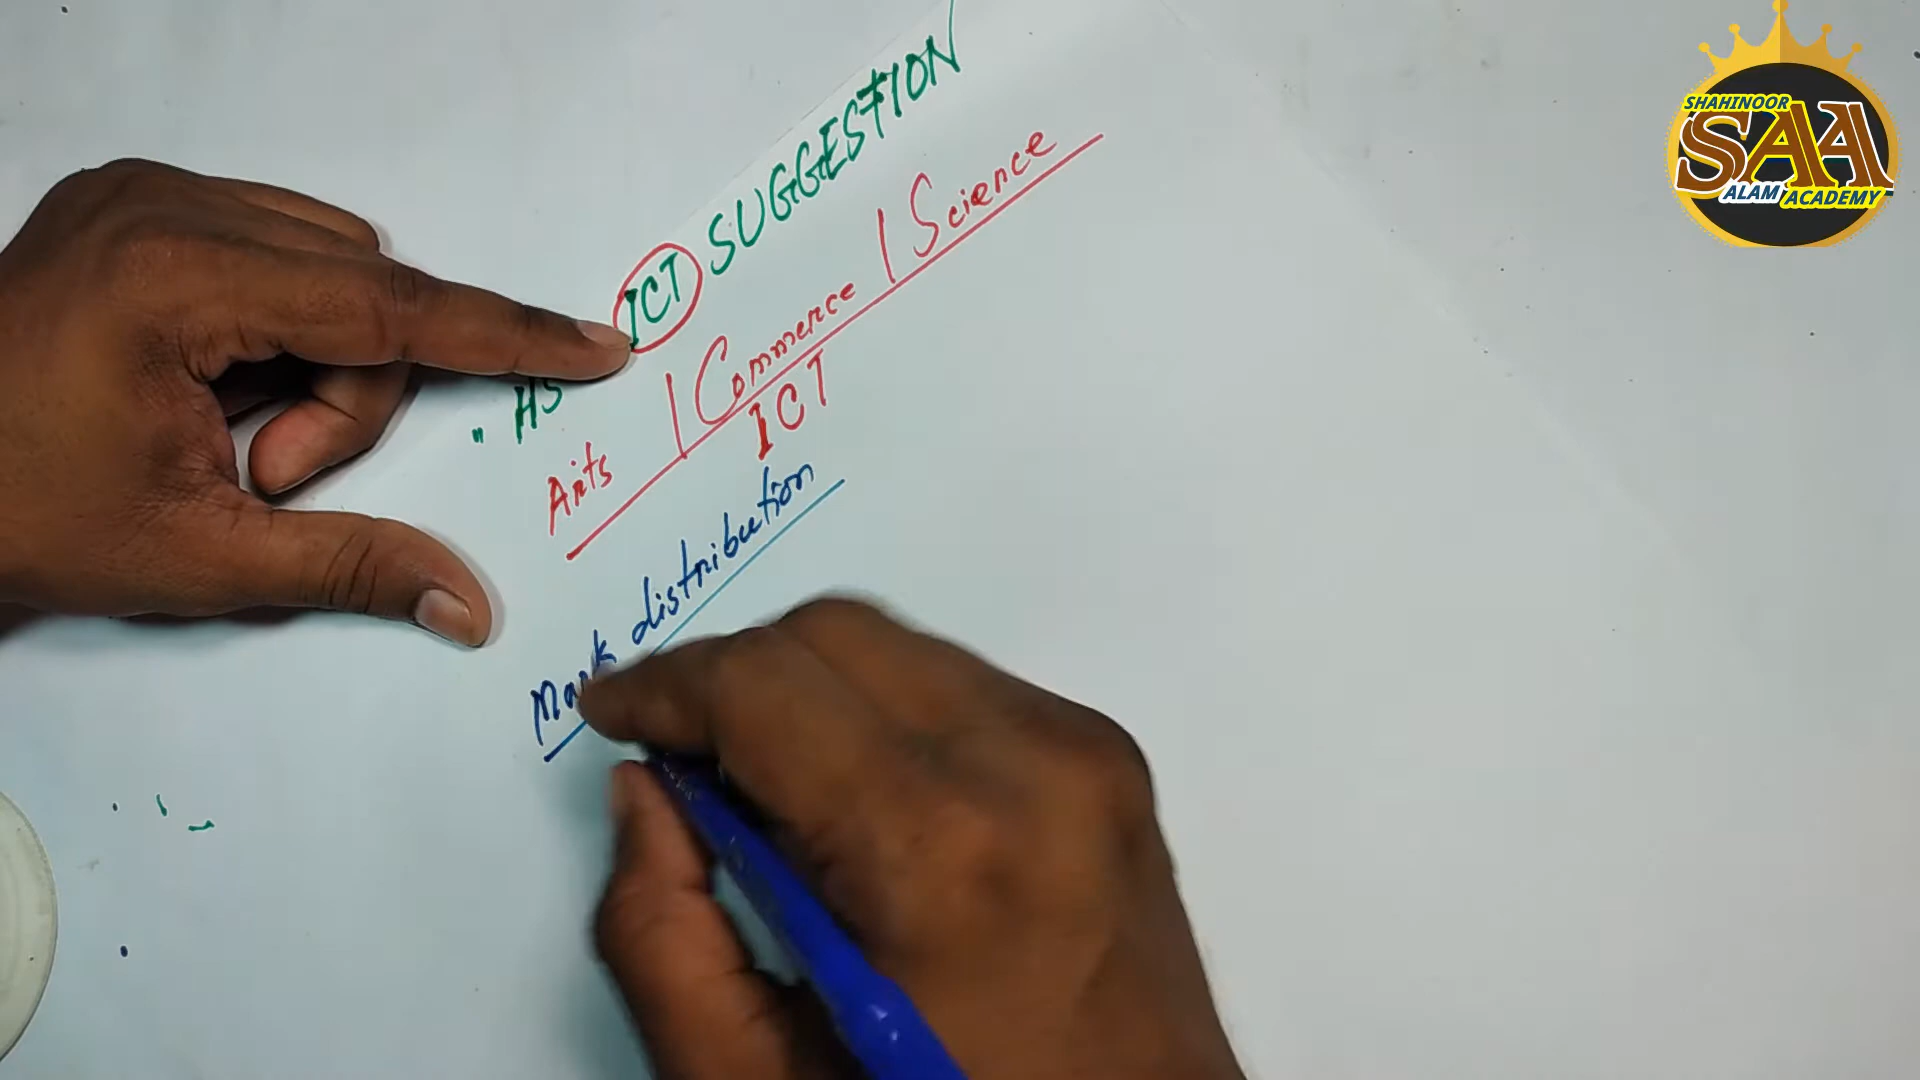 " HS ICT SUGGESTION
Arts | Commerce | Science
ICT
Mark distribution
SHAHINOOR
SAA
ALAM ACADEMY